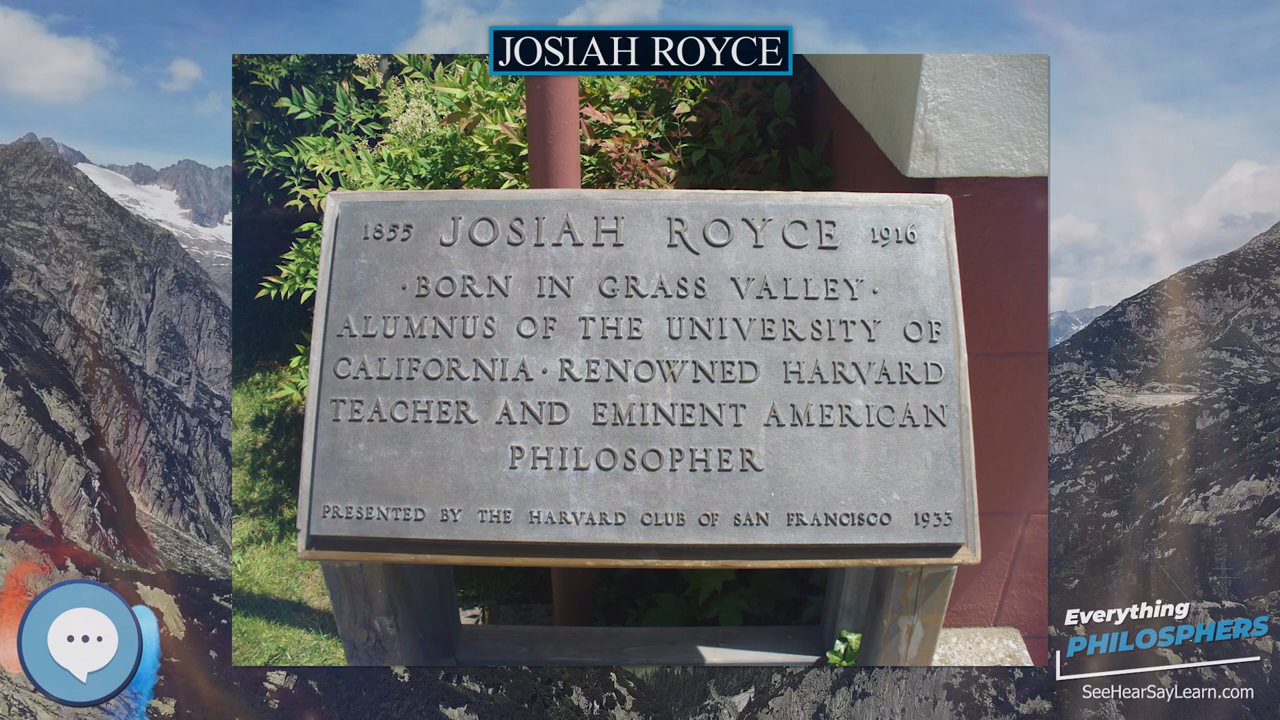 JOSIAH ROYCE
1855 JOSIAH ROYCE 1916
·BORN IN GRASS VALLEY·
ALUMNUS OF THE UNIVERSITY OF
CALIFORNIA·RENOWNED HARVARD
TEACHER AND EMINENT AMERICAN
PHILOSOPHER
PRESENTED BY THE HARVARD CLUB OF SAN FRANCISCO 1933
Everything
PHILOSPHERS
SeeHearSayLearn.com